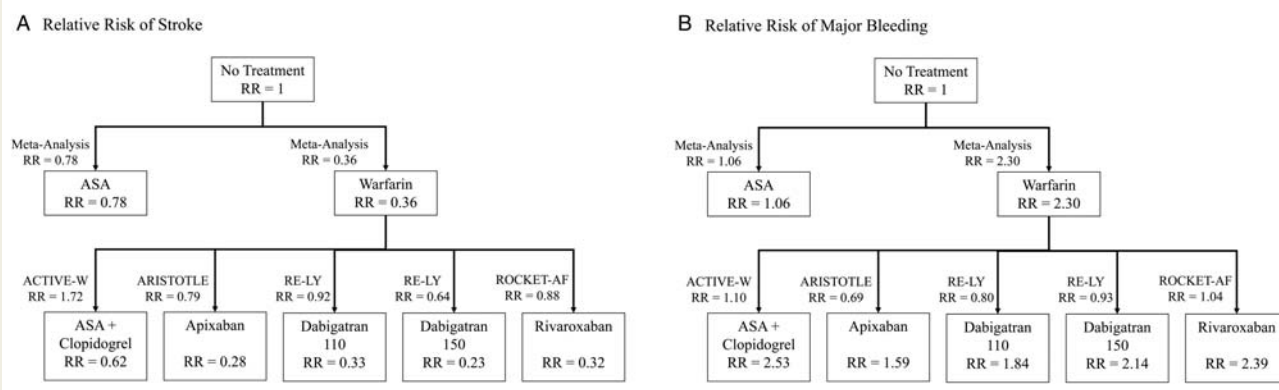 A Relative Risk of Stroke
No Treatment
RR = 1
Meta-Analysis
RR = 0.78
Meta-Analysis
RR = 0.36
ASA
RR = 0.78
Warfarin
RR = 0.36
ACTIVE-W
RR = 1.72
ARISTOTLE
RR = 0.79
RE-LY
RR = 0.92
RE-LY
RR = 0.64
ROCKET-AF
RR = 0.88
ASA +
Clopidogrel
RR = 0.62
Apixaban
RR = 0.28
Dabigatran
110
RR = 0.33
Dabigatran
150
RR = 0.23
Rivaroxaban
RR = 0.32
B Relative Risk of Major Bleeding
No Treatment
RR = 1
Meta-Analysis
RR = 1.06
Meta-Analysis
RR = 2.30
ASA
RR = 1.06
Warfarin
RR = 2.30
ACTIVE-W
RR = 1.10
ARISTOTLE
RR = 0.69
RE-LY
RR = 0.80
RE-LY
RR = 0.93
ROCKET-AF
RR = 1.04
ASA +
Clopidogrel
RR = 2.53
Apixaban
RR = 1.59
Dabigatran
110
RR = 1.84
Dabigatran
150
RR = 2.14
Rivaroxaban
RR = 2.39